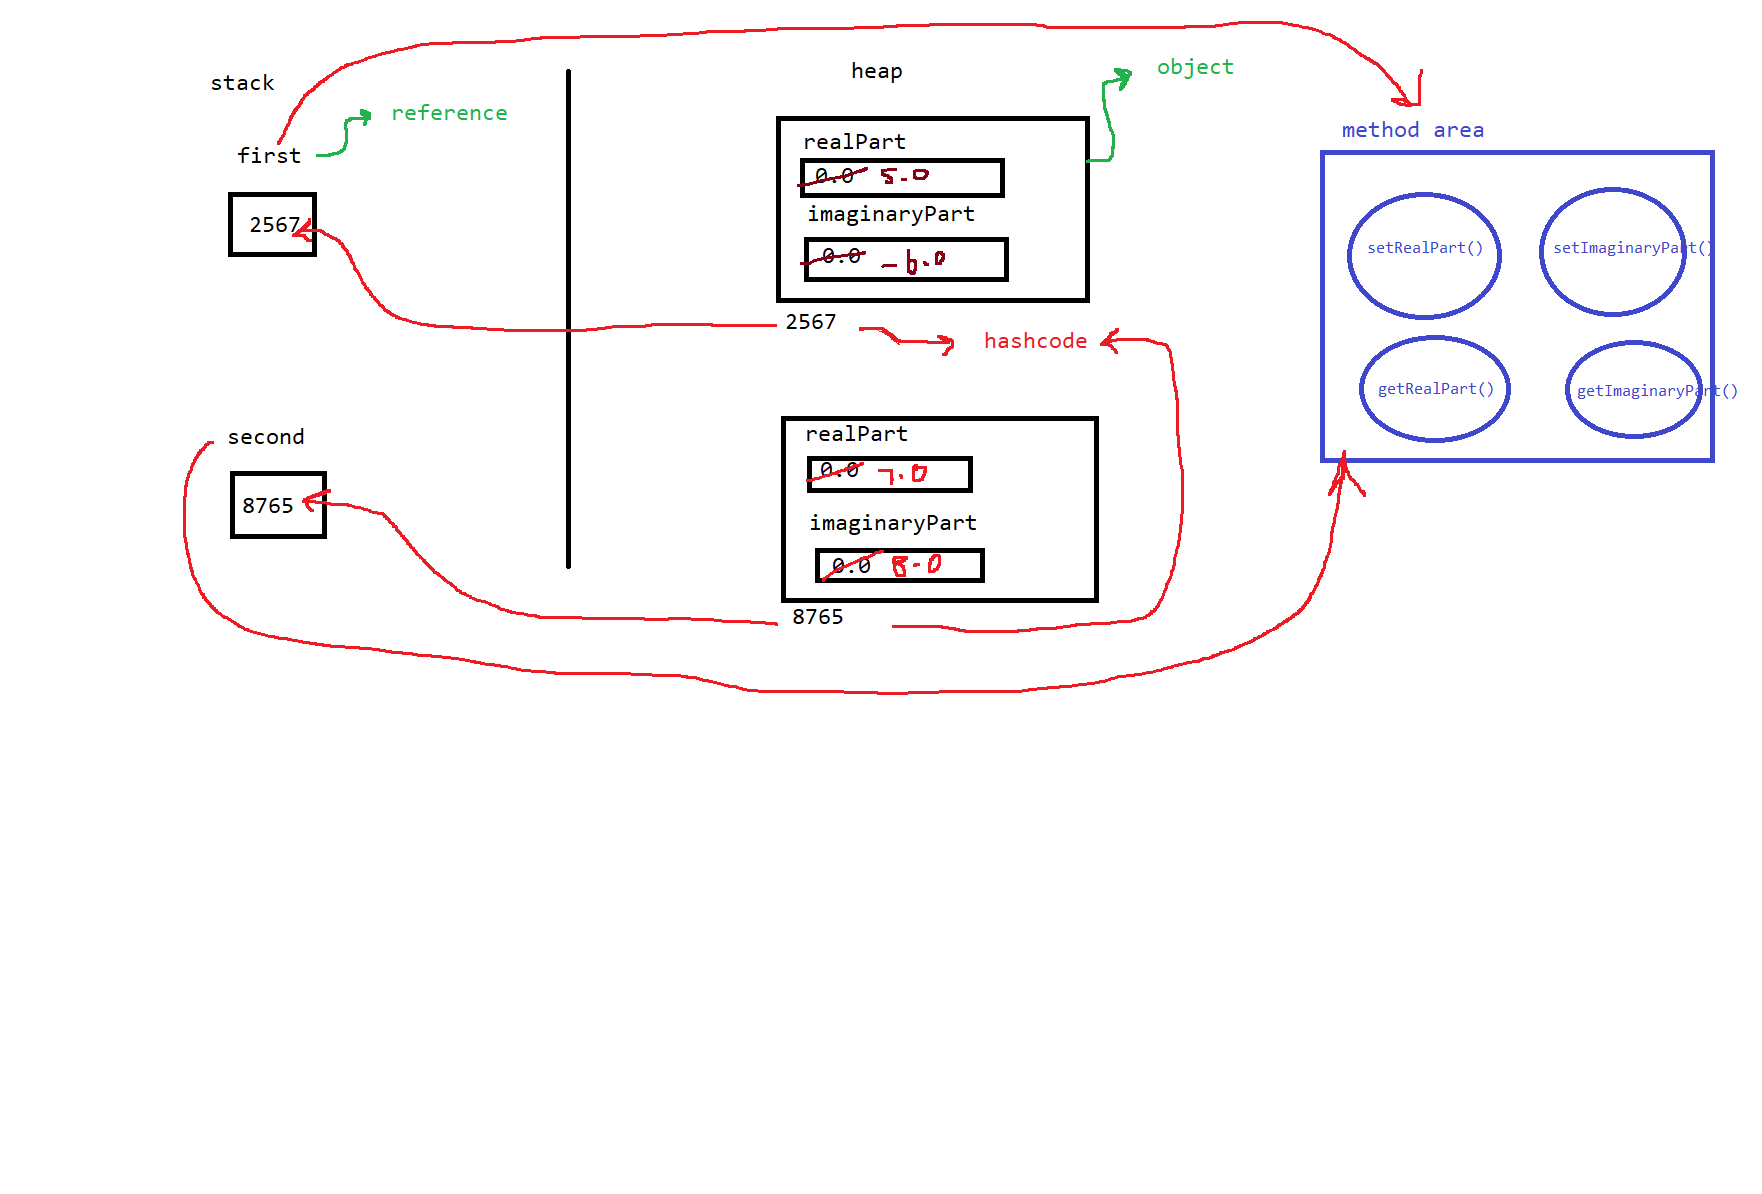 stack
heap
object
reference
method area
first
realPart
0.0 5.0
2567
imaginaryPart
0.0 -6.0
setRealPart()
setImaginaryPart()
2567
hashcode
getRealPart()
getImaginaryPart()
second
realPart
0.0 7.0
8765
imaginaryPart
0.0 8.0
8765